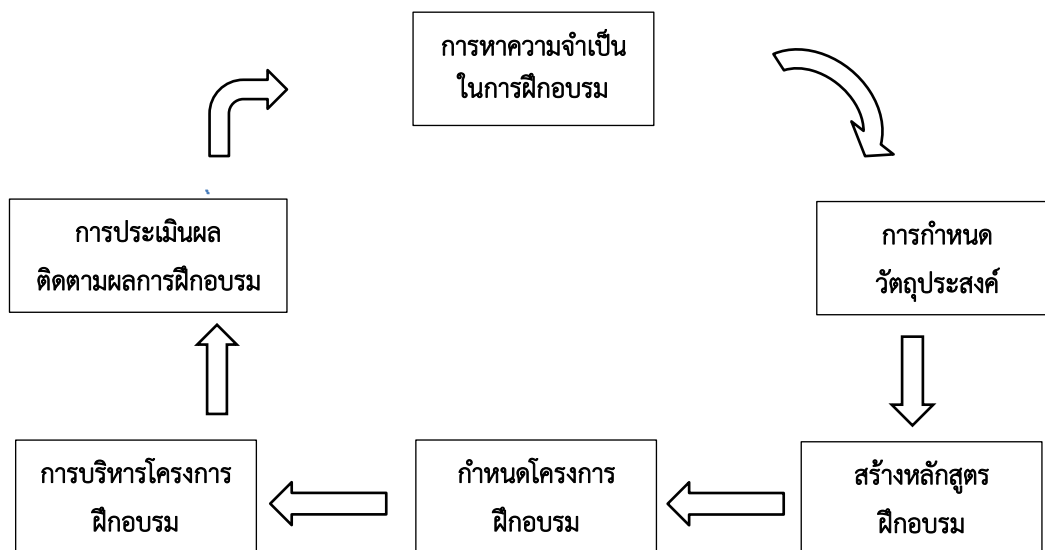 การหาความจำเป็น
ในการฝึกอบรม
การกำหนด
วัตถุประสงค์
สร้างหลักสูตร
ฝึกอบรม
กำหนดโครงการ
ฝึกอบรม
การบริหารโครงการ
ฝึกอบรม
การประเมินผล
ติดตามผลการฝึกอบรม